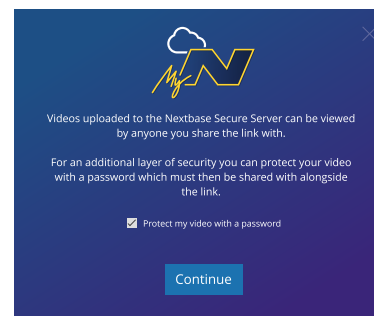 My N
Videos uploaded to the Nextbase Secure Server can be viewed
by anyone you share the link with.
For an additional layer of security you can protect your video
with a password which must then be shared with alongside
the link.
Protect my video with a password
Continue